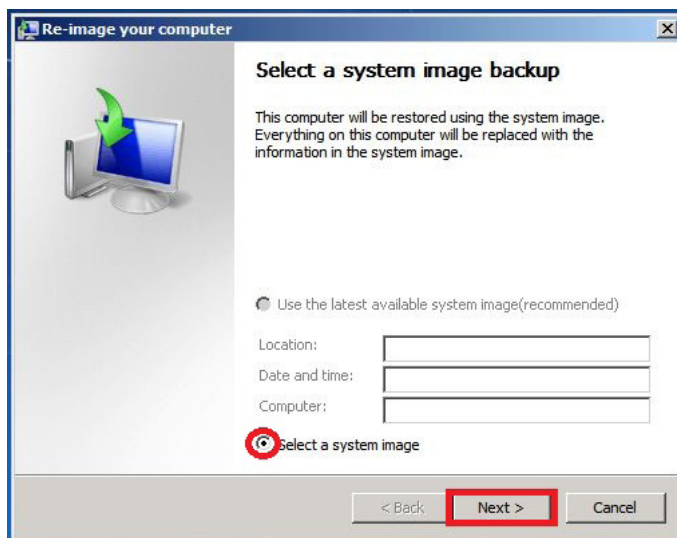 Re-image your computer
Select a system image backup
This computer will be restored using the system image.
Everything on this computer will be replaced with the
information in the system image.
Use the latest available system image(recommended)
Location:
Date and time:
Computer:
Select a system image
< Back
Next >
Cancel